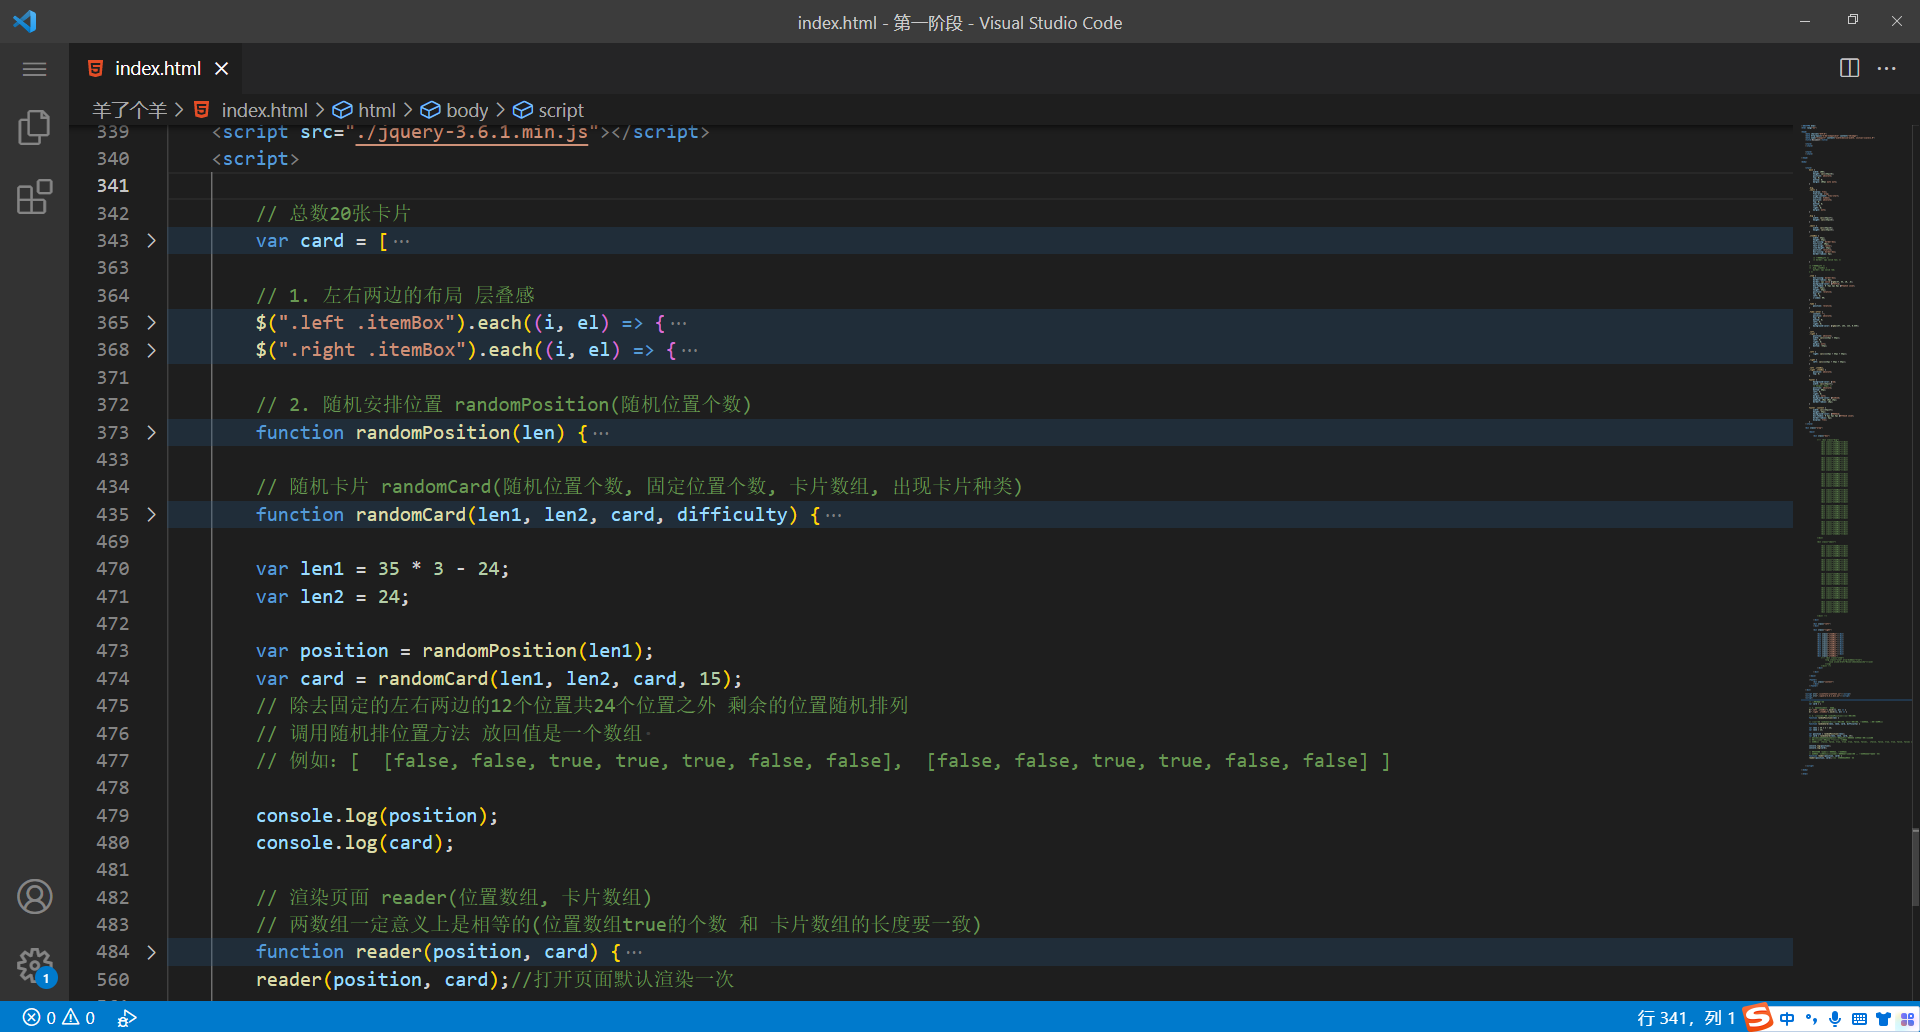 index.html - 第一阶段 - Visual Studio Code
index.html
羊了个羊 > index.html > html > body > script
339 <script src="./jquery-3.6.1.min.js"></script>
340 <script>
341
342 // 总数20张卡片
343 var card = [···
363
364 // 1. 左右两边的布局 层叠感
365 $(".left .itemBox").each((i, el) => {···
368 $(".right .itemBox").each((i, el) => {···
371
372 // 2. 随机安排位置 randomPosition(随机位置个数)
373 function randomPosition(len) {···
433
434 // 随机卡片 randomCard(随机位置个数, 固定位置个数, 卡片数组, 出现卡片种类)
435 function randomCard(len1, len2, card, difficulty) {···
469
470 var len1 = 35 * 3 - 24;
471 var len2 = 24;
472
473 var position = randomPosition(len1);
474 var card = randomCard(len1, len2, card, 15);
475 // 除去固定的左右两边的12个位置共24个位置之外 剩余的位置随机排列
476 // 调用随机排位置方法 放回值是一个数组
477 // 例如: [ [false, false, true, true, true, false, false], [false, false, true, true, false, false] ]
478
479 console.log(position);
480 console.log(card);
481
482 // 渲染页面 reader(位置数组, 卡片数组)
483 // 两数组一定意义上是相等的(位置数组true的个数 和 卡片数组的长度要一致)
484 function reader(position, card) {···
560 reader(position, card);//打开页面默认渲染一次
1
0 0 行 341, 列 1 中